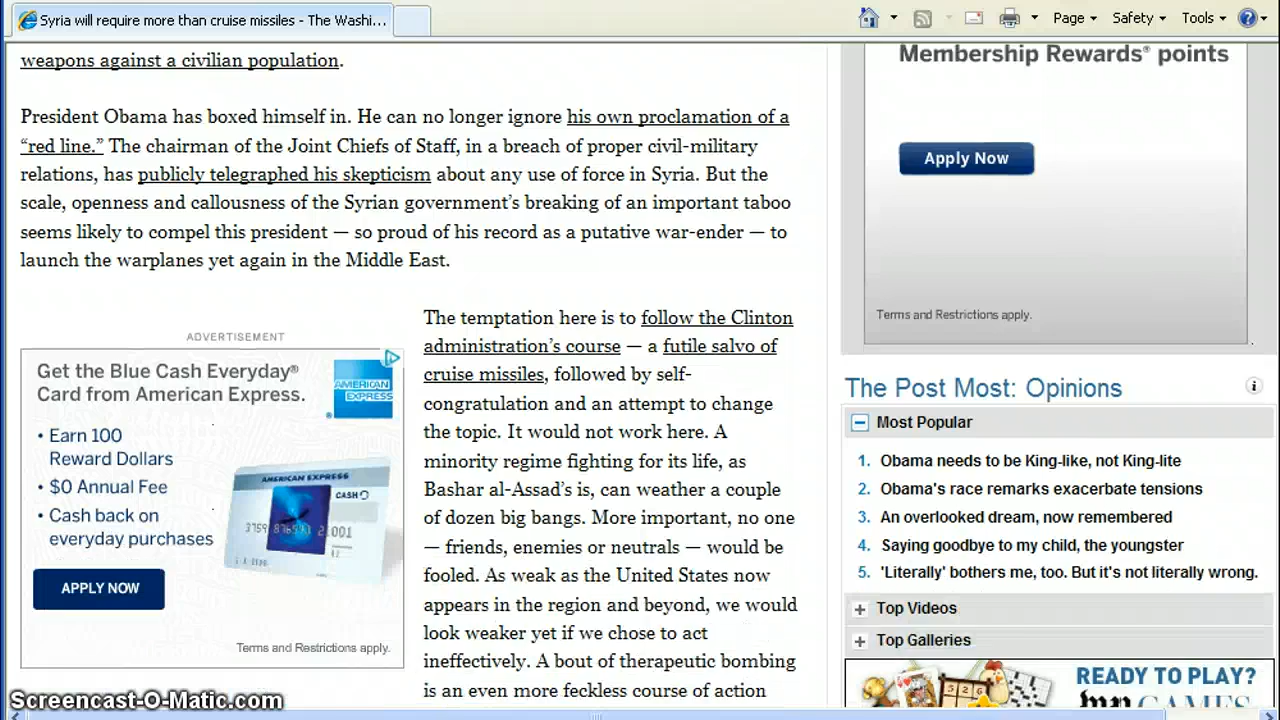 Syria will require more than cruise missiles - The Washi...
Page
Safety
Tools
weapons against a civilian population.
President Obama has boxed himself in. He can no longer ignore his own proclamation of a
“red line.” The chairman of the Joint Chiefs of Staff, in a breach of proper civil-military
relations, has publicly telegraphed his skepticism about any use of force in Syria. But the
scale, openness and callousness of the Syrian government’s breaking of an important taboo
seems likely to compel this president — so proud of his record as a putative war-ender — to
launch the warplanes yet again in the Middle East.
ADVERTISEMENT
Get the Blue Cash Everyday®
Card from American Express.
AMERICAN
EXPRESS
• Earn 100
Reward Dollars
• $0 Annual Fee
• Cash back on
everyday purchases
AMERICAN EXPRESS
CASH
APPLY NOW
Terms and Restrictions apply.
The temptation here is to follow the Clinton
administration’s course — a futile salvo of
cruise missiles, followed by self-
congratulation and an attempt to change
the topic. It would not work here. A
minority regime fighting for its life, as
Bashar al-Assad’s is, can weather a couple
of dozen big bangs. More important, no one
— friends, enemies or neutrals — would be
fooled. As weak as the United States now
appears in the region and beyond, we would
look weaker yet if we chose to act
ineffectively. A bout of therapeutic bombing
is an even more feckless course of action
Membership Rewards® points
Apply Now
Terms and Restrictions apply.
The Post Most: Opinions
Most Popular
1. Obama needs to be King-like, not King-lite
2. Obama's race remarks exacerbate tensions
3. An overlooked dream, now remembered
4. Saying goodbye to my child, the youngster
5. 'Literally' bothers me, too. But it's not literally wrong.
Top Videos
Top Galleries
READY TO PLAY?
GAMES
Screencast-O-Matic.com